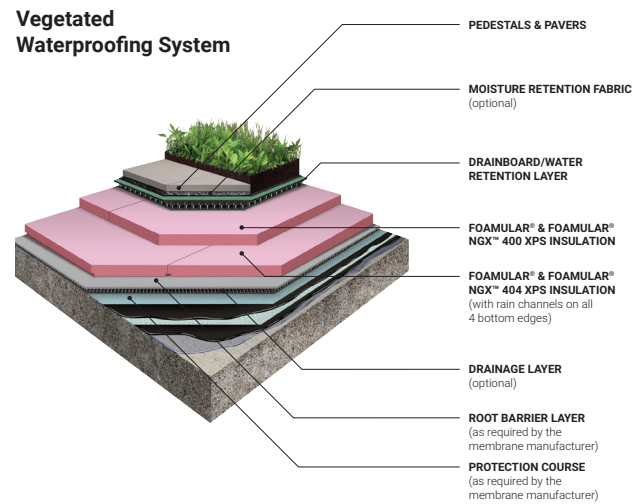 Vegetated
Waterproofing System
PEDESTALS & PAVERS
MOISTURE RETENTION FABRIC
(optional)
DRAINBOARD/WATER
RETENTION LAYER
FOAMULAR® & FOAMULAR®
NGX™ 400 XPS INSULATION
FOAMULAR® & FOAMULAR®
NGX™ 404 XPS INSULATION
(with rain channels on all
4 bottom edges)
DRAINAGE LAYER
(optional)
ROOT BARRIER LAYER
(as required by the
membrane manufacturer)
PROTECTION COURSE
(as required by the
membrane manufacturer)